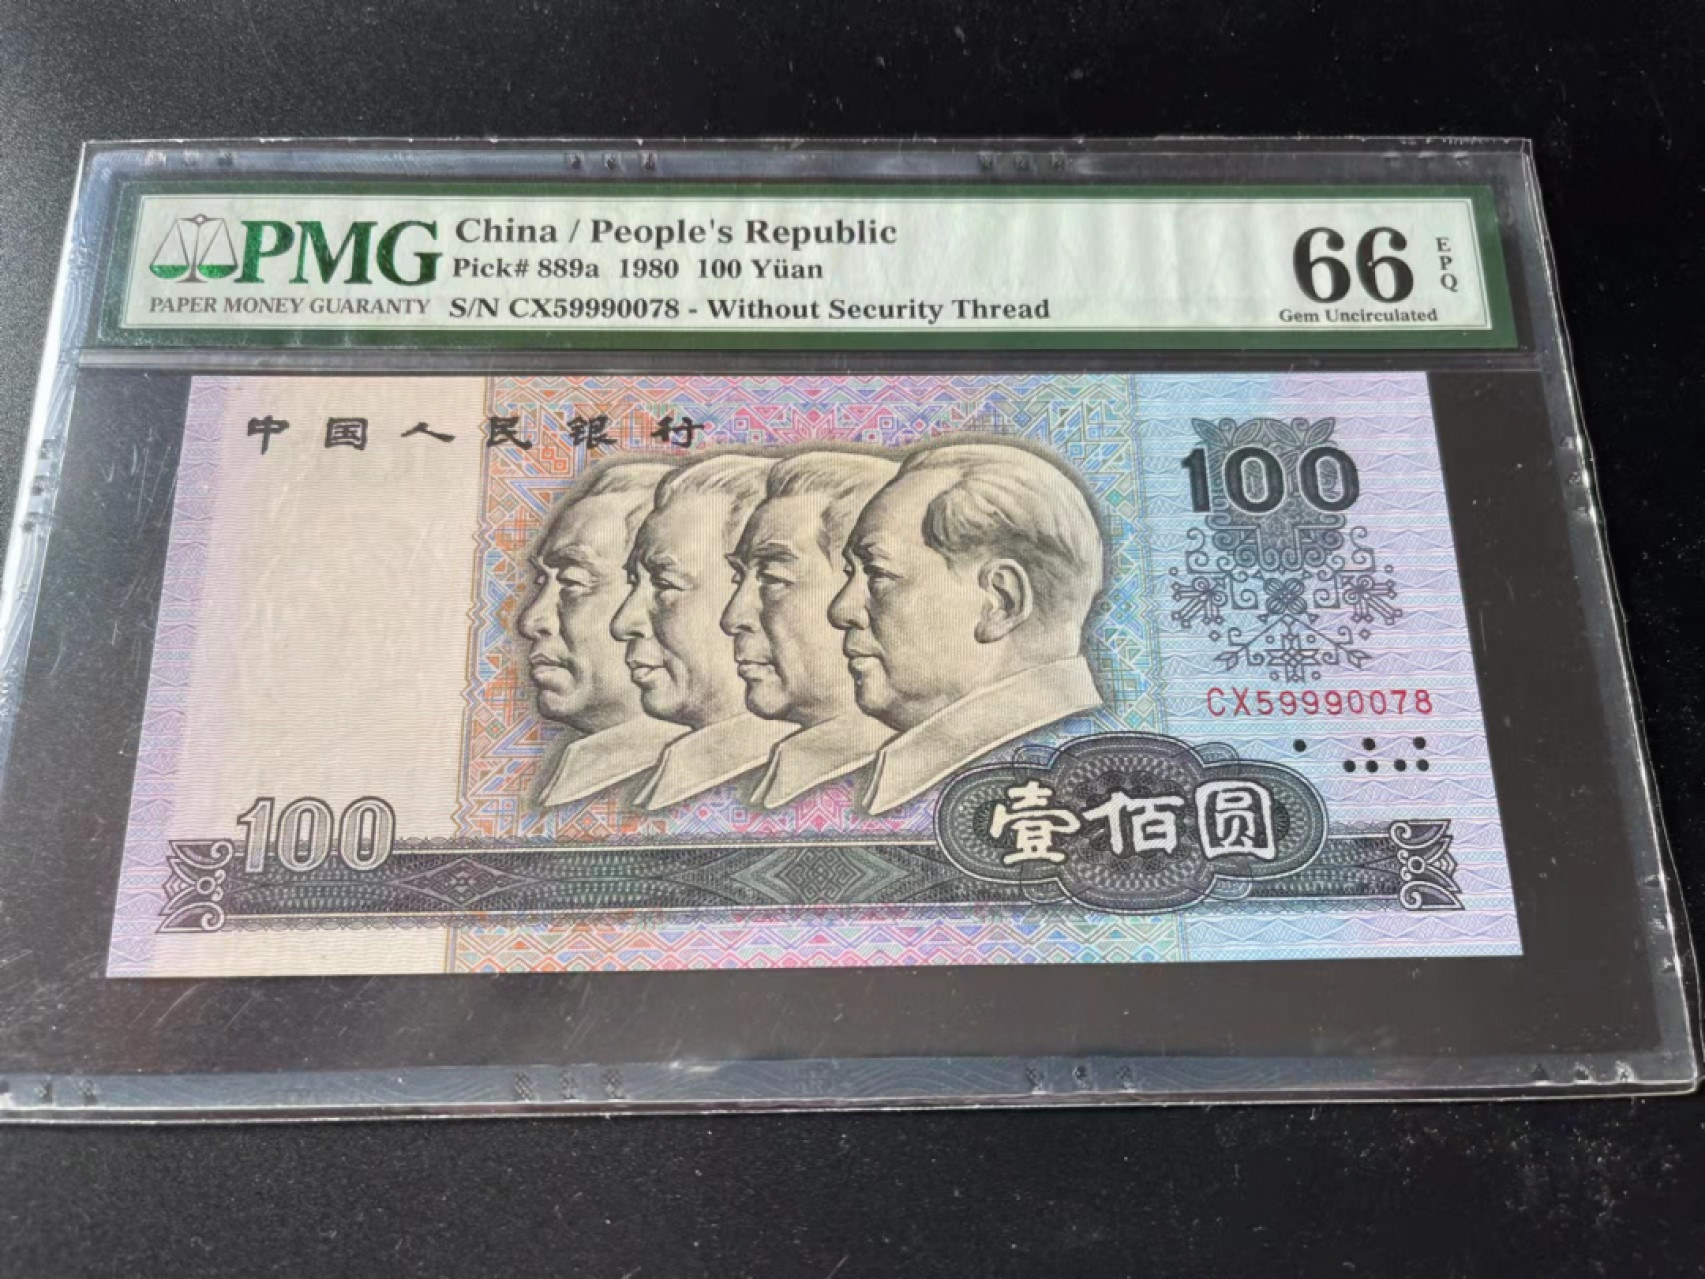 PMG
PAPER MONEY GUARANTY
China / People's Republic
Pick# 889a 1980 100 Yüan
S/N CX59990078 - Without Security Thread
66
EPQ
Gem Uncirculated
中国人民银行
100
CX59990078
100
壹佰圆